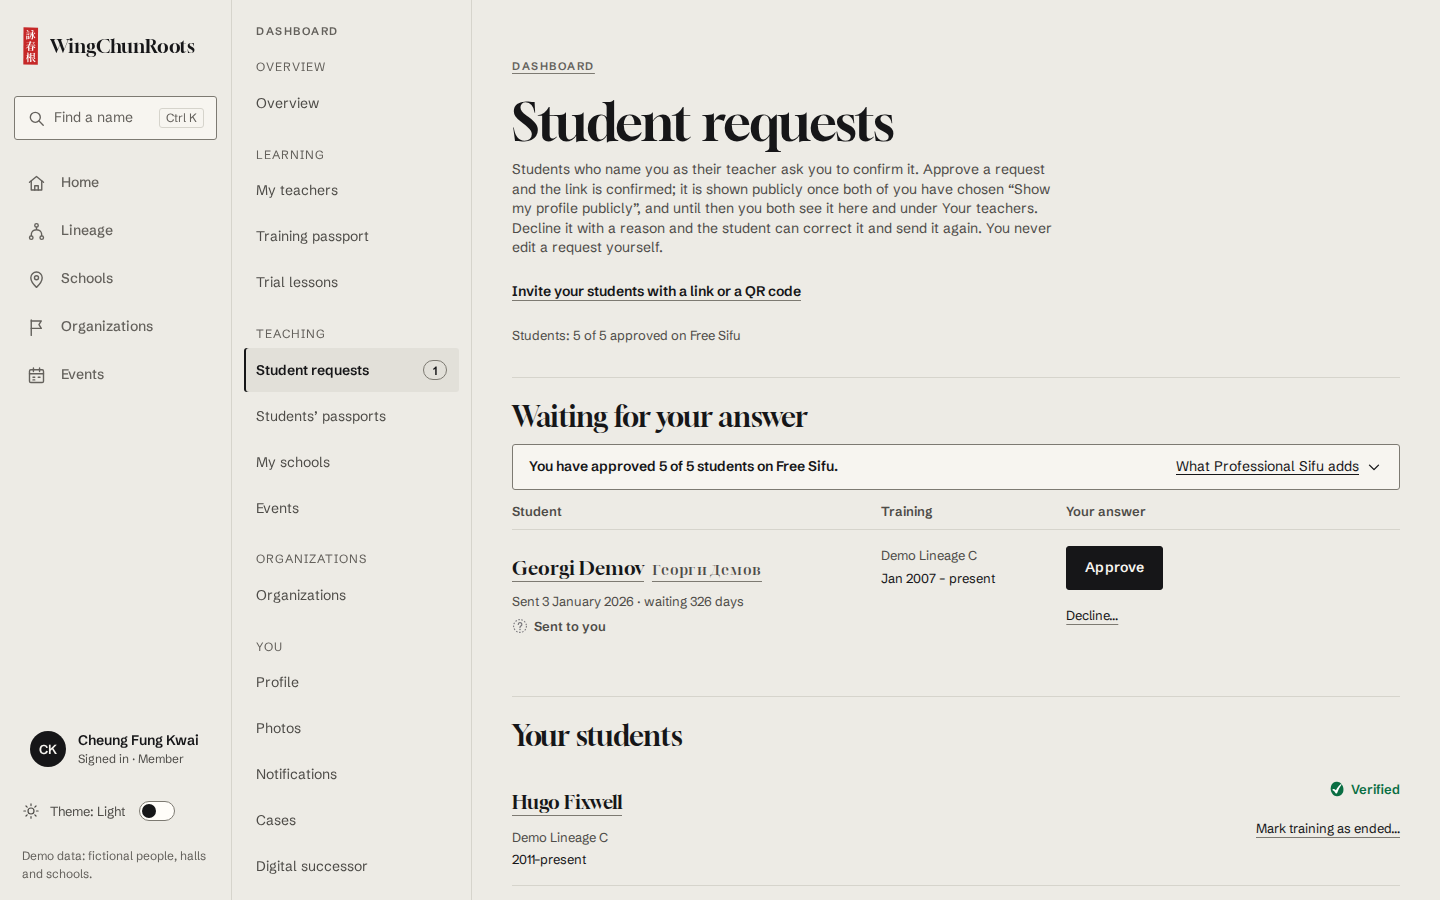 詠春根
WingChunRoots
Find a name
Ctrl K
Home
Lineage
Schools
Organizations
Events
CK
Cheung Fung Kwai
Signed in · Member
Theme: Light
Demo data: fictional people, halls
and schools.
DASHBOARD
OVERVIEW
Overview
LEARNING
My teachers
Training passport
Trial lessons
TEACHING
Student requests
1
Students’ passports
My schools
Events
ORGANIZATIONS
Organizations
YOU
Profile
Photos
Notifications
Cases
Digital successor
DASHBOARD
Student requests
Students who name you as their teacher ask you to confirm it. Approve a request
and the link is confirmed; it is shown publicly once both of you have chosen “Show
my profile publicly”, and until then you both see it here and under Your teachers.
Decline it with a reason and the student can correct it and send it again. You never
edit a request yourself.
Invite your students with a link or a QR code
Students: 5 of 5 approved on Free Sifu
Waiting for your answer
You have approved 5 of 5 students on Free Sifu.
What Professional Sifu adds
Student
Training
Your answer
Georgi Demov Георги Демов
Sent 3 January 2026 · waiting 326 days
Sent to you
Demo Lineage C
Jan 2007 – present
Approve
Decline…
Your students
Hugo Fixwell
Demo Lineage C
2011–present
Verified
Mark training as ended…